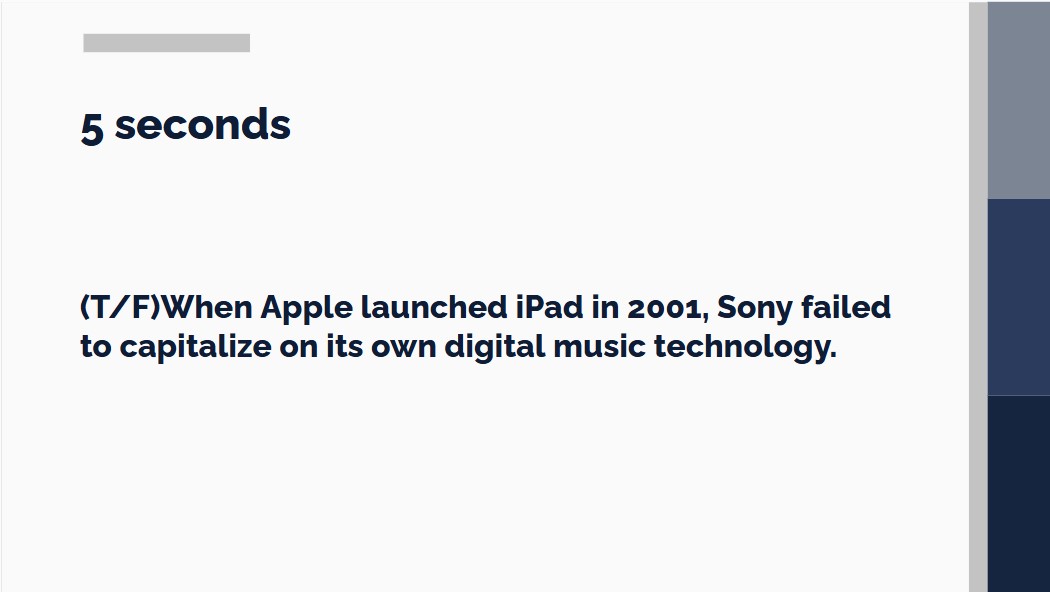 5 seconds
(T/F)When Apple launched iPad in 2001, Sony failed
to capitalize on its own digital music technology.